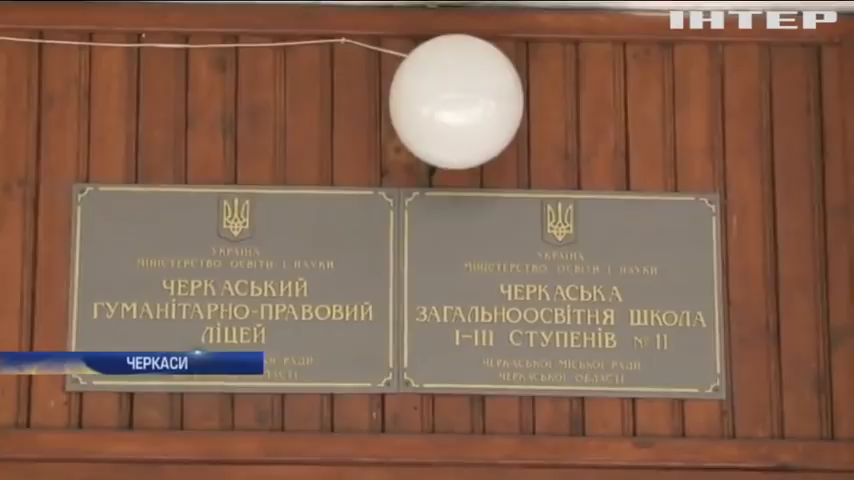 ІНТЕР
УКРАЇНА
МІНІСТЕРСТВО ОСВІТИ І НАУКИ
ЧЕРКАСЬКИЙ
ГУМАНІТАРНО-ПРАВОВИЙ
ЛІЦЕЙ
РАДИ
УКРАЇНА
МІНІСТЕРСТВО ОСВІТИ І НАУКИ
ЧЕРКАСЬКА
ЗАГАЛЬНООСВІТНЯ ШКОЛА
І-ІІІ СТУПЕНІВ № 11
ЧЕРКАСЬКОЇ МІСЬКОЇ РАДИ
ЧЕРКАСЬКОЇ ОБЛАСТІ
ЧЕРКАСИ